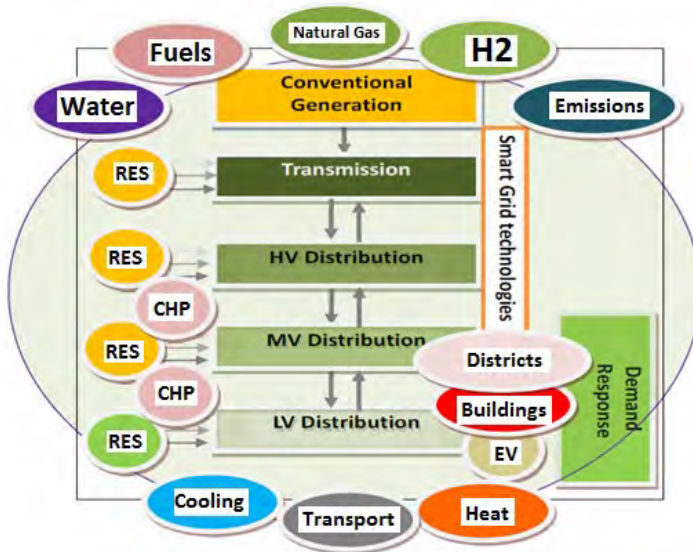 Natural Gas
Fuels
H2
Water
Conventional
Generation
Emissions
RES
Transmission
Smart Grid technologies
RES
HV Distribution
CHP
RES
MV Distribution
Districts
Demand
Response
CHP
Buildings
RES
LV Distribution
EV
Cooling
Transport
Heat